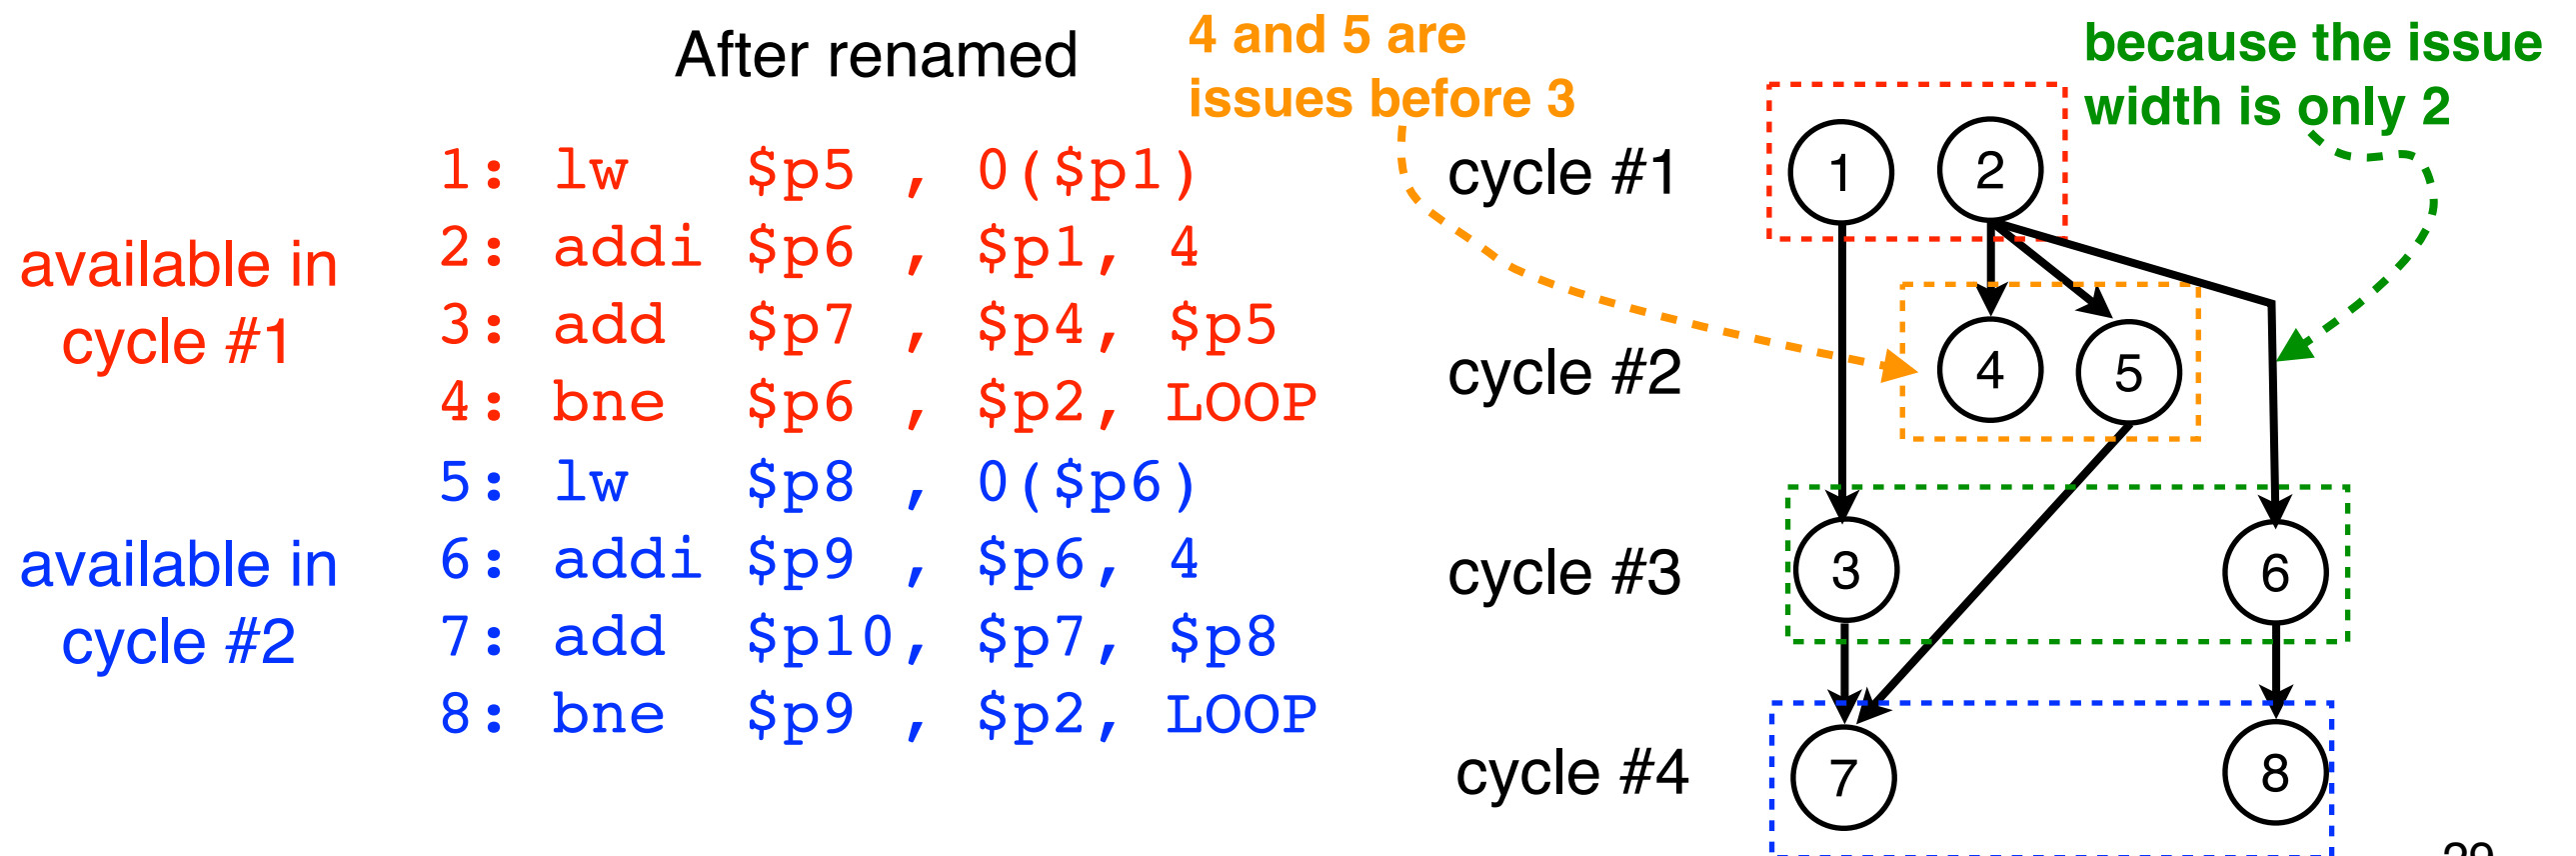 After renamed
4 and 5 are
issues before 3
because the issue
width is only 2
available in
cycle #1
1: lw $p5 , 0($p1)
2: addi $p6 , $p1, 4
3: add $p7 , $p4, $p5
4: bne $p6 , $p2, LOOP
available in
cycle #2
5: lw $p8 , 0($p6)
6: addi $p9 , $p6, 4
7: add $p10, $p7, $p8
8: bne $p9 , $p2, LOOP
cycle #1
1 2
cycle #2
4 5
cycle #3
3 6
cycle #4
7 8